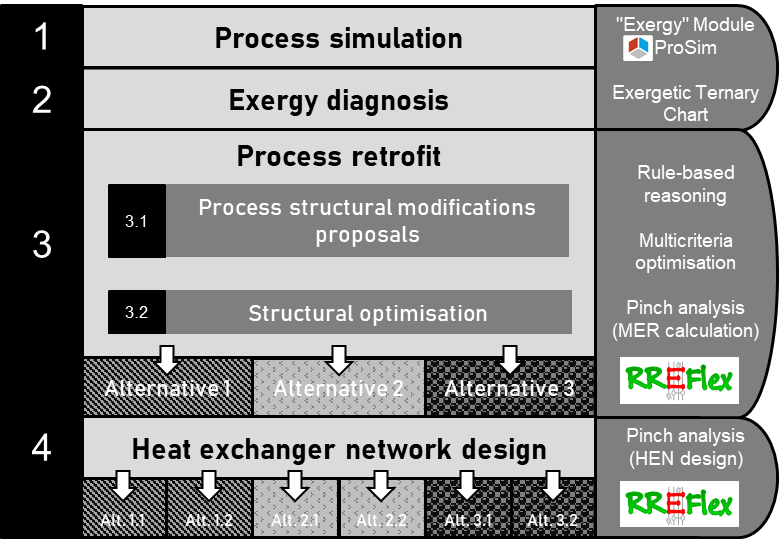 1
Process simulation
"Exergy" Module
ProSim
2
Exergy diagnosis
Exergetic Ternary
Chart
3
Process retrofit
3.1
Process structural modifications
proposals
3.2
Structural optimisation
Alternative 1
Alternative 2
Alternative 3
Rule-based
reasoning
Multicriteria
optimisation
Pinch analysis
(MER calculation)
RREFlex
4
Heat exchanger network design
Alt. 1.1
Alt. 1.2
Alt. 2.1
Alt. 2.2
Alt. 3.1
Alt. 3.2
Pinch analysis
(HEN design)
RREFlex